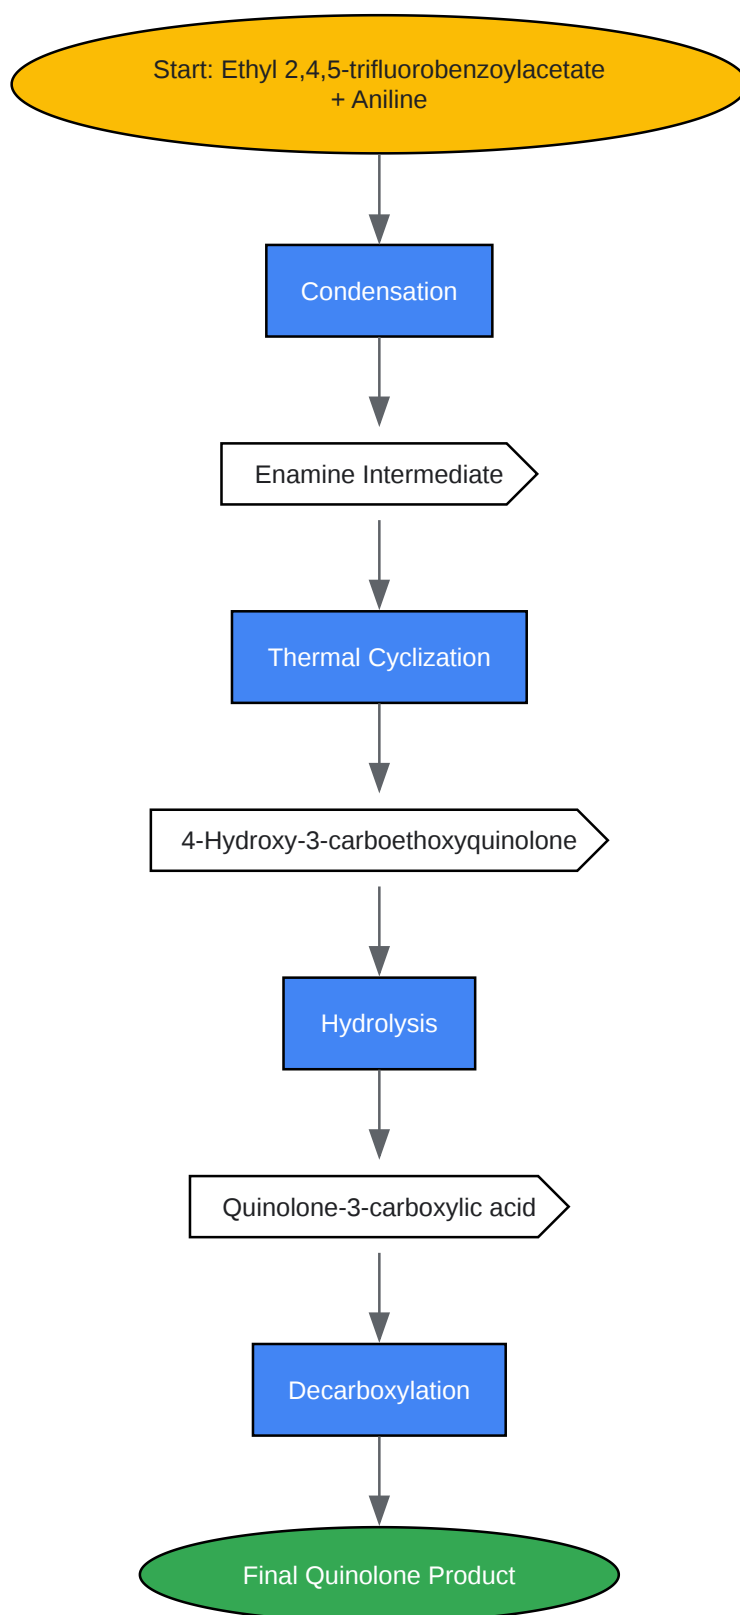 Start: Ethyl 2,4,5-trifluorobenzoylacetate
+ Aniline
Condensation
Enamine Intermediate
Thermal Cyclization
4-Hydroxy-3-carboethoxyquinolone
Hydrolysis
Quinolone-3-carboxylic acid
Decarboxylation
Final Quinolone Product